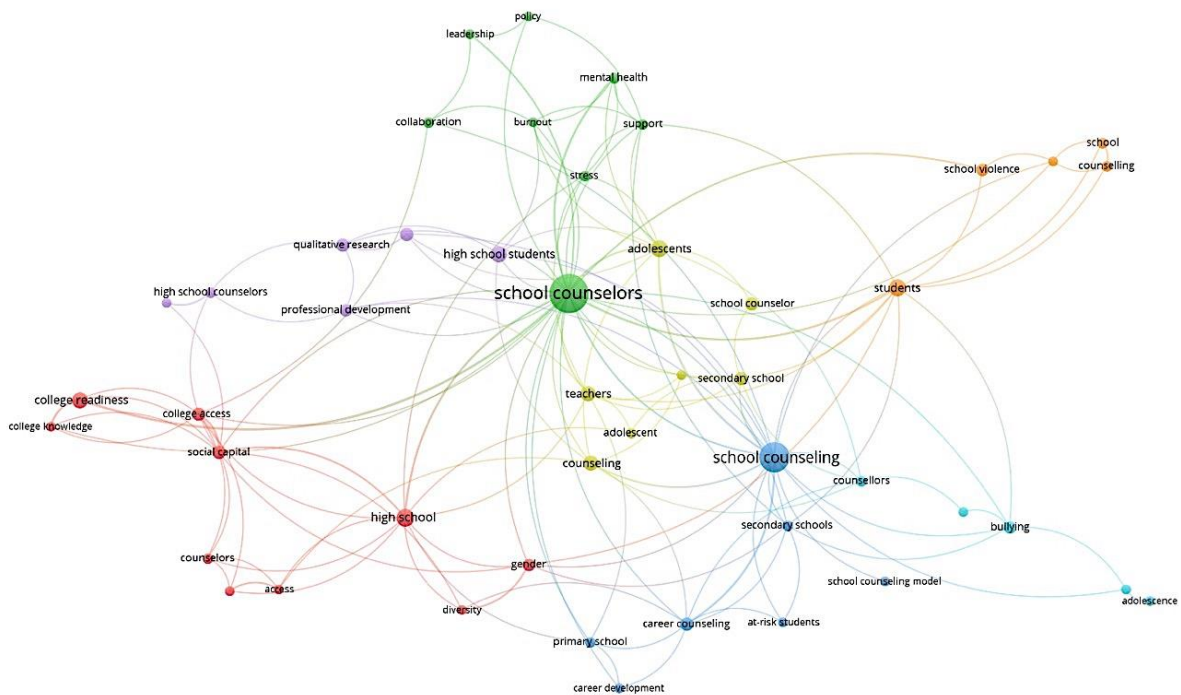 policy
leadership
mental health
collaboration
burnout
support
school
school violence
counselling
stress
qualitative research
high school students
adolescents
students
high school counselors
school counselors
school counselor
professional development
secondary school
teachers
college readiness
college access
college knowledge
adolescent
social capital
counseling
school counseling
counsellors
high school
secondary schools
bullying
counselors
gender
access
school counseling model
adolescence
diversity
career counseling
at-risk students
primary school
career development